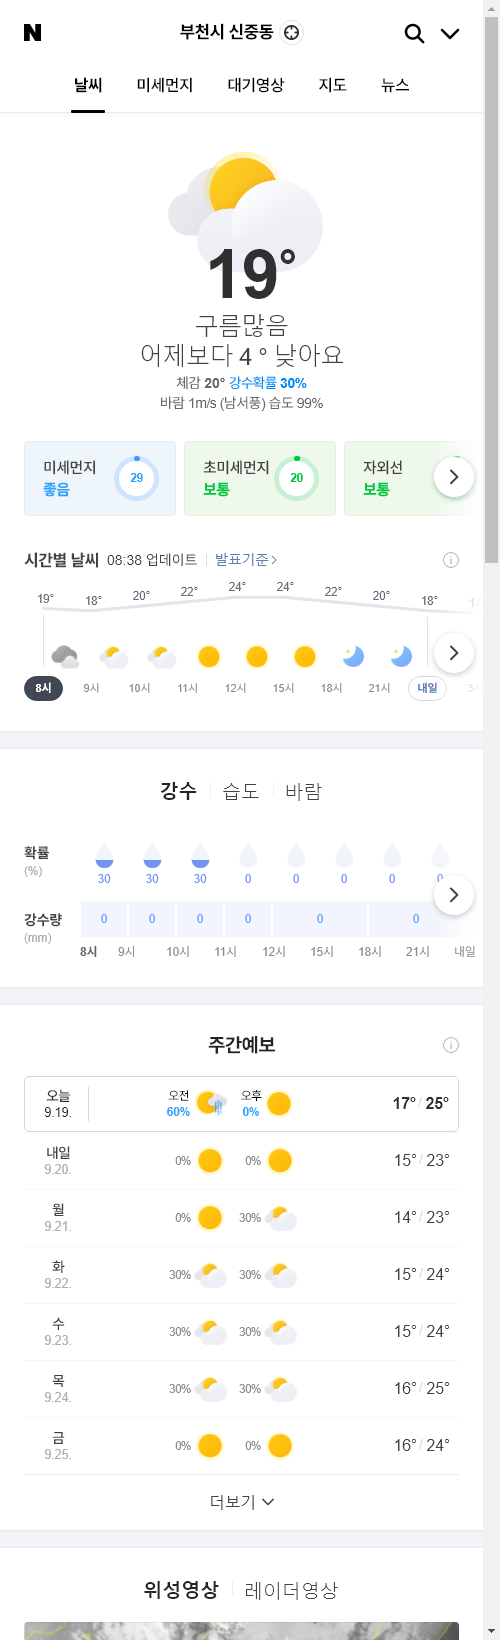 N 부천시 신중동
날씨 미세먼지 대기영상 지도 뉴스
19°
구름많음
어제보다 4 ° 낮아요
체감 20° 강수확률 30%
바람 1m/s (남서풍) 습도 99%
미세먼지 좋음 29
초미세먼지 보통 20
자외선 보통
시간별 날씨 08:38 업데이트 발표기준
19° 18° 20° 22° 24° 24° 22° 20° 18° 17
8시 9시 10시 11시 12시 15시 18시 21시 내일
강수 습도 바람
확률
(%)
30 30 30 0 0 0 0 0
강수량
(mm)
0 0 0 0 0 0
8시 9시 10시 11시 12시 15시 18시 21시 내일
주간예보
오늘 9.19. 오전 60% 오후 0% 17° / 25°
내일 9.20. 0% 0% 15° / 23°
월 9.21. 0% 30% 14° / 23°
화 9.22. 30% 30% 15° / 24°
수 9.23. 30% 30% 15° / 24°
목 9.24. 30% 30% 16° / 25°
금 9.25. 0% 0% 16° / 24°
더보기
위성영상 레이더영상